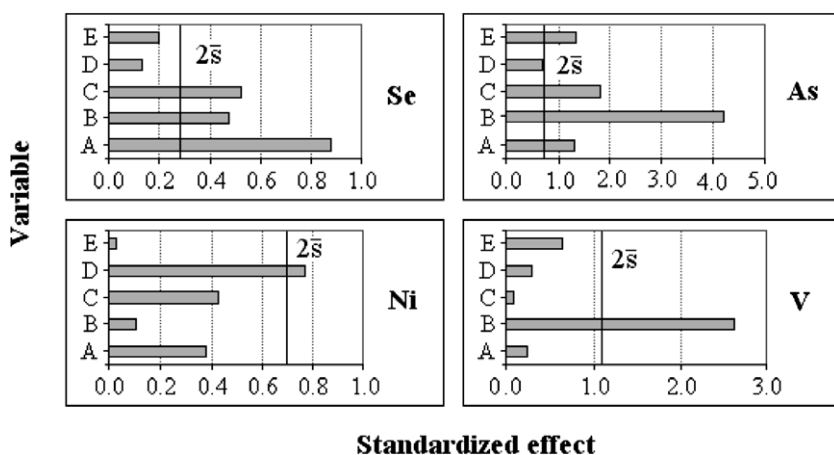 Variable
E
D
C
B
A
2s̄
Se
0.0 0.2 0.4 0.6 0.8 1.0
E
D
C
B
A
2s̄
As
0.0 1.0 2.0 3.0 4.0 5.0
E
D
C
B
A
2s̄
Ni
0.0 0.2 0.4 0.6 0.8 1.0
E
D
C
B
A
2s̄
V
0.0 1.0 2.0 3.0
Standardized effect